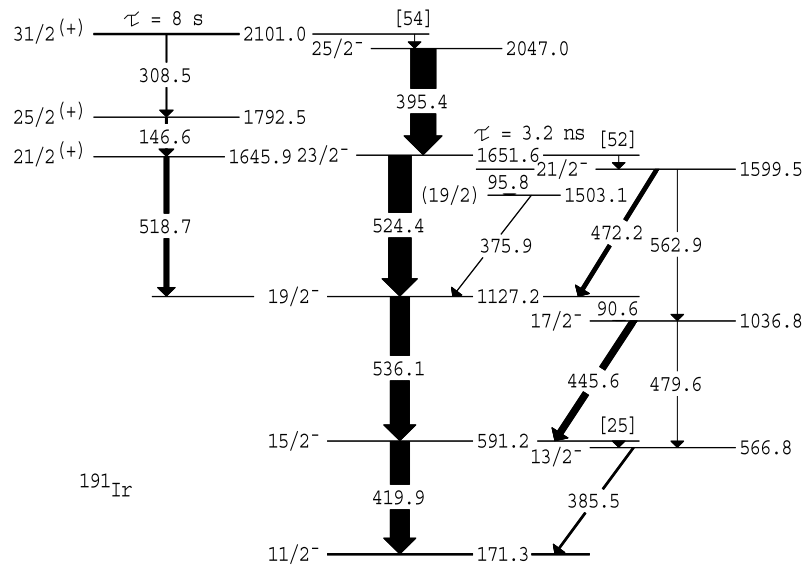 31/2(+) τ = 8 s 2101.0 [54]
25/2- 2047.0
308.5
395.4
25/2(+) 1792.5
146.6
τ = 3.2 ns [52]
21/2(+) 1645.9 23/2- 1651.6
21/2- 1599.5
95.8
(19/2) 1503.1
518.7 524.4 375.9 472.2 562.9
19/2- 1127.2
90.6
17/2- 1036.8
536.1 445.6 479.6
[25]
15/2- 591.2
13/2- 566.8
191Ir
419.9 385.5
11/2- 171.3